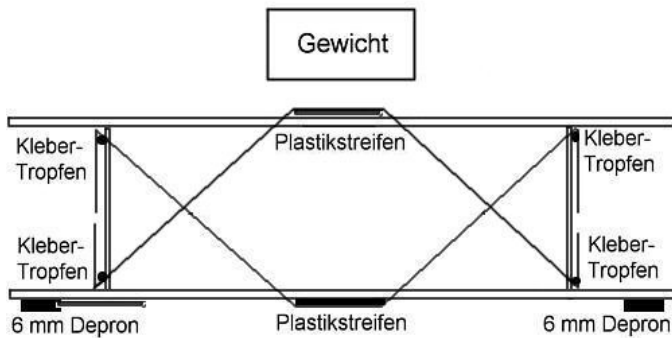 Gewicht
Kleber-
Tropfen
Plastikstreifen
Kleber-
Tropfen
Kleber-
Tropfen
Kleber-
Tropfen
6 mm Depron
Plastikstreifen
6 mm Depron